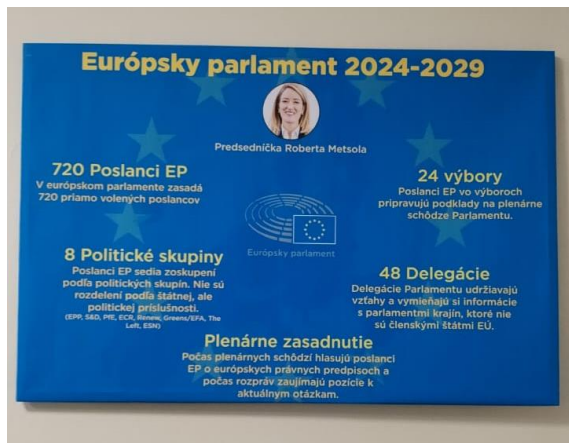 Európsky parlament 2024-2029
Predsedníčka Roberta Metsola
720 Poslanci EP
V európskom parlamente zasadá
720 priamo volených poslancov
24 výbory
Poslanci EP vo výboroch
pripravujú podklady na plenárne
schôdze Parlamentu.
Európsky parlament
8 Politické skupiny
Poslanci EP sedia zoskupení
podľa politických skupín. Nie sú
rozdelení podľa štátnej, ale
politickej príslušnosti.
(EPP, S&D, PfE, ECR, Renew, Greens/EFA, The
Left, ESN)
48 Delegácie
Delegácie Parlamentu udržiavajú
vzťahy a vymieňajú si informácie
s parlamentmi krajín, ktoré nie
sú členskými štátmi EÚ.
Plenárne zasadnutie
Počas plenárnych schôdzí hlasujú poslanci
EP o európskych právnych predpisoch a
počas rozpráv zaujímajú pozície k
aktuálnym otázkam.